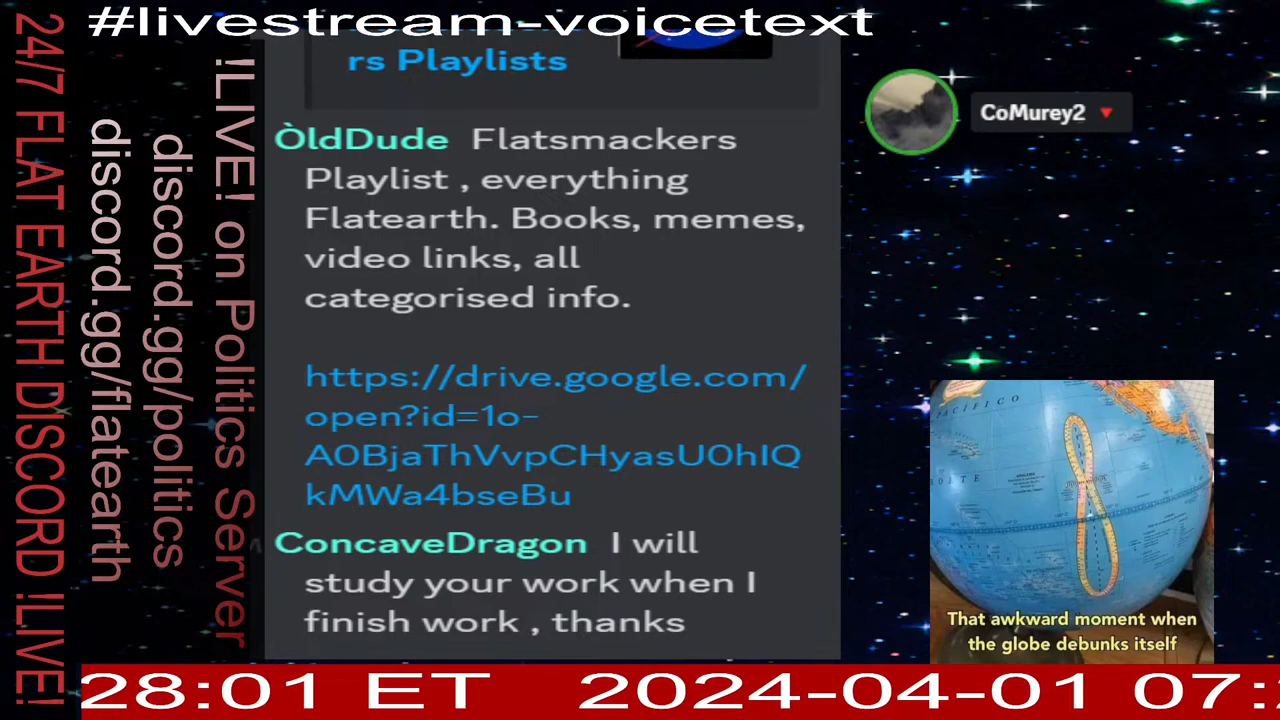 #livestream-voicetext
rs Playlists
ÒldDude Flatsmackers
Playlist , everything
Flatearth. Books, memes,
video links, all
categorised info.
https://drive.google.com/
open?id=1o-
A0BjaThVvpCHyasU0hIQ
kMWa4bseBu
ConcaveDragon I will
study your work when I
finish work , thanks
24/7 FLAT EARTH DISCORD !LIVE!
discord.gg/flatearth
discord.gg/politics
!LIVE! on Politics Server
CoMurey2
PACÍFICO
That awkward moment when
the globe debunks itself
28:01 ET 2024-04-01 07: